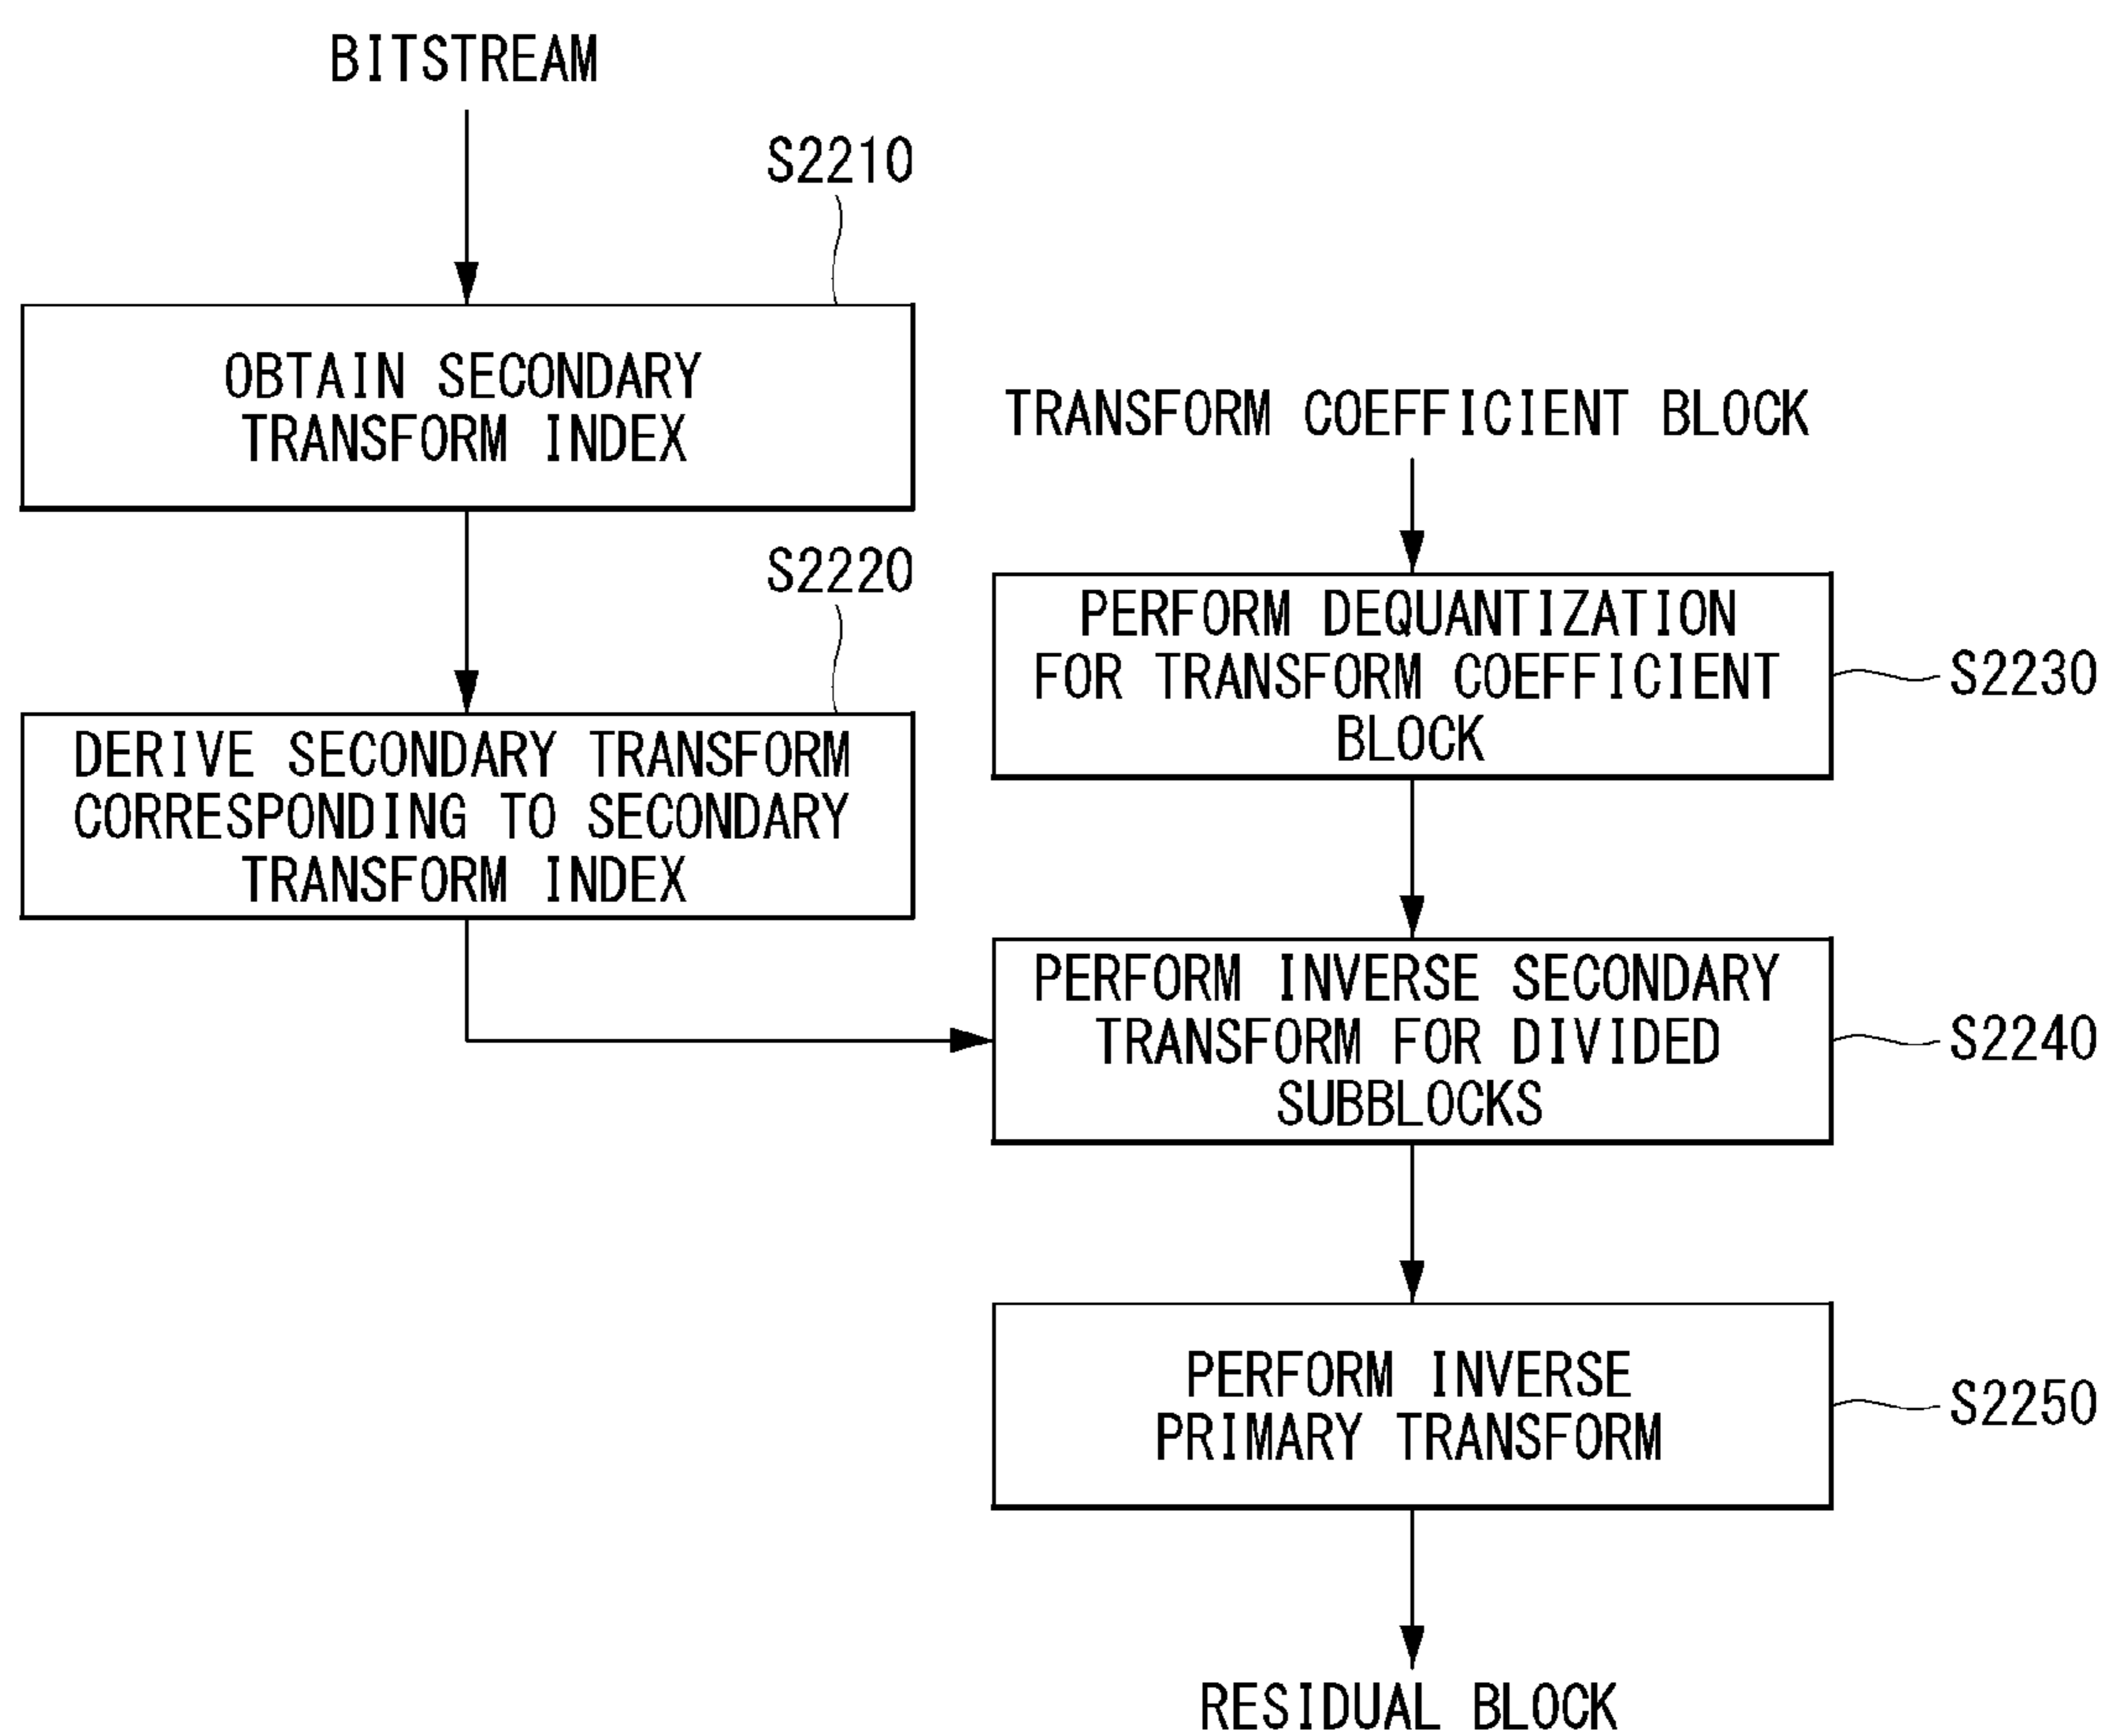 BITSTREAM
S2210
OBTAIN SECONDARY
TRANSFORM INDEX
S2220
DERIVE SECONDARY TRANSFORM
CORRESPONDING TO SECONDARY
TRANSFORM INDEX
TRANSFORM COEFFICIENT BLOCK
PERFORM DEQUANTIZATION
FOR TRANSFORM COEFFICIENT
BLOCK
S2230
PERFORM INVERSE SECONDARY
TRANSFORM FOR DIVIDED
SUBBLOCKS
S2240
PERFORM INVERSE
PRIMARY TRANSFORM
S2250
RESIDUAL BLOCK